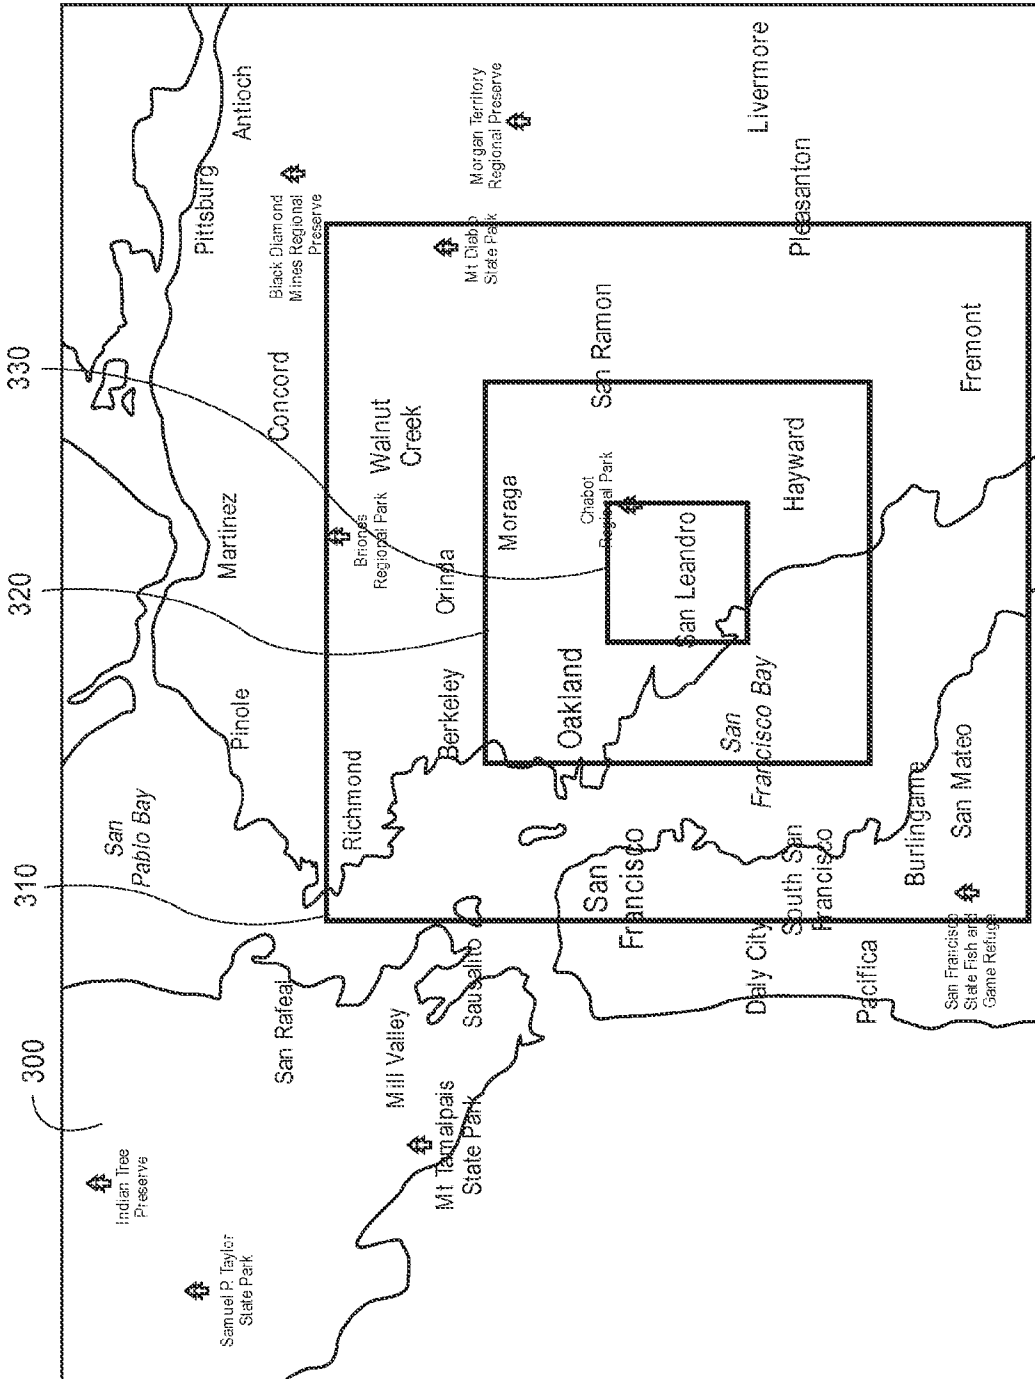 300
310
320
330
Indian Tree
Preserve
Samuel P. Taylor
State Park
San
Pablo Bay
Pinole
Martinez
Pittsburg
Antioch
San Rafeal
Concord
Black Diamond
Mines Regional
Preserve
Richmond
Briones
Regional Park
Walnut
Creek
Mill Valley
Mt Tamalpais
State Park
Sausalito
Berkeley
Orinda
Mt Diablo
State Park
Morgan Territory
Regional Preserve
Moraga
Oakland
San
Francisco
Chabot
Regional Park
San Ramon
San Leandro
San
Francisco Bay
Daly City
South San
Francisco
Hayward
Pleasanton
Livermore
Pacifica
Burlingame
San Mateo
San Francisco
State Fish and
Game Refuge
Fremont